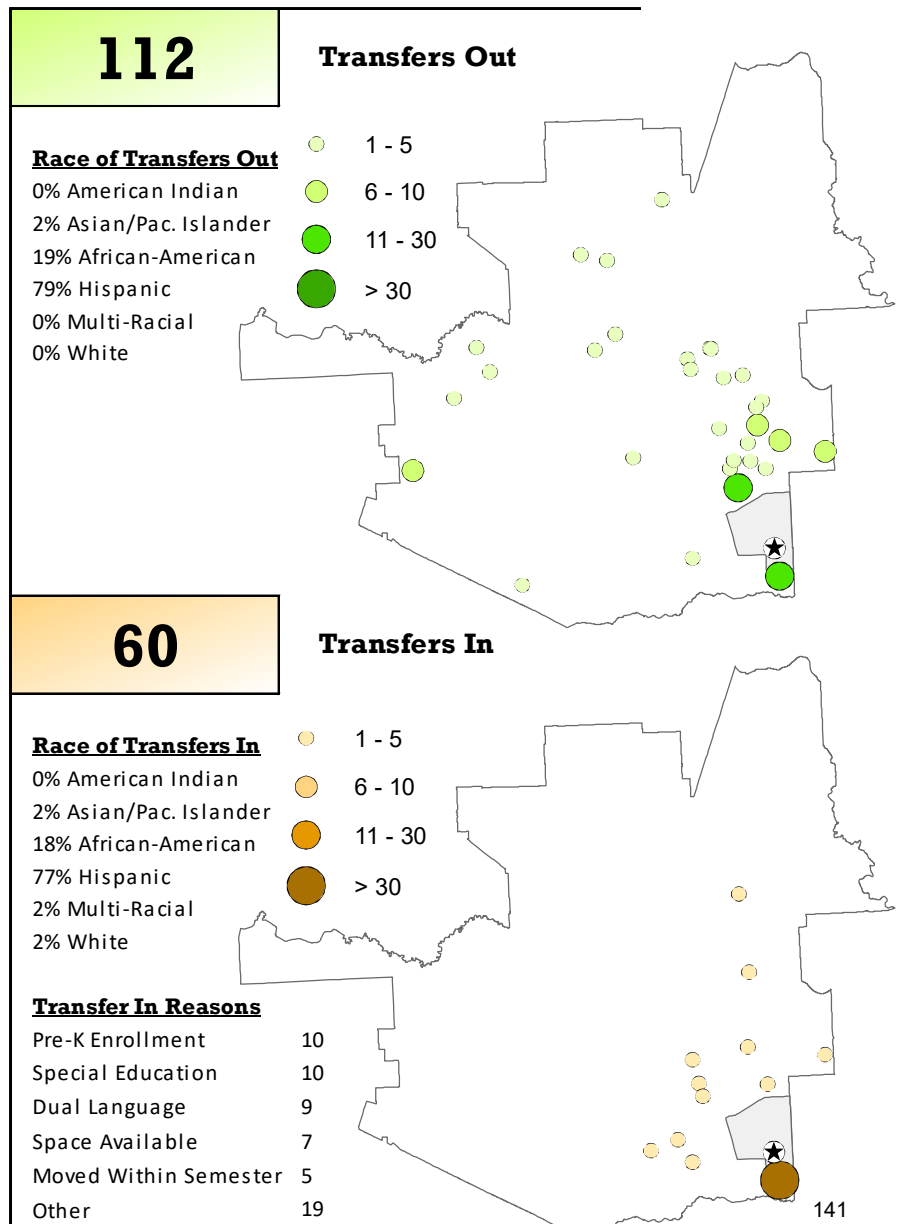 112
Transfers Out
Race of Transfers Out
0% American Indian
2% Asian/Pac. Islander
19% African-American
79% Hispanic
0% Multi-Racial
0% White
1 - 5
6 - 10
11 - 30
> 30
60
Transfers In
Race of Transfers In
0% American Indian
2% Asian/Pac. Islander
18% African-American
77% Hispanic
2% Multi-Racial
2% White
1 - 5
6 - 10
11 - 30
> 30
Transfer In Reasons
Pre-K Enrollment 10
Special Education 10
Dual Language 9
Space Available 7
Moved Within Semester 5
Other 19
141